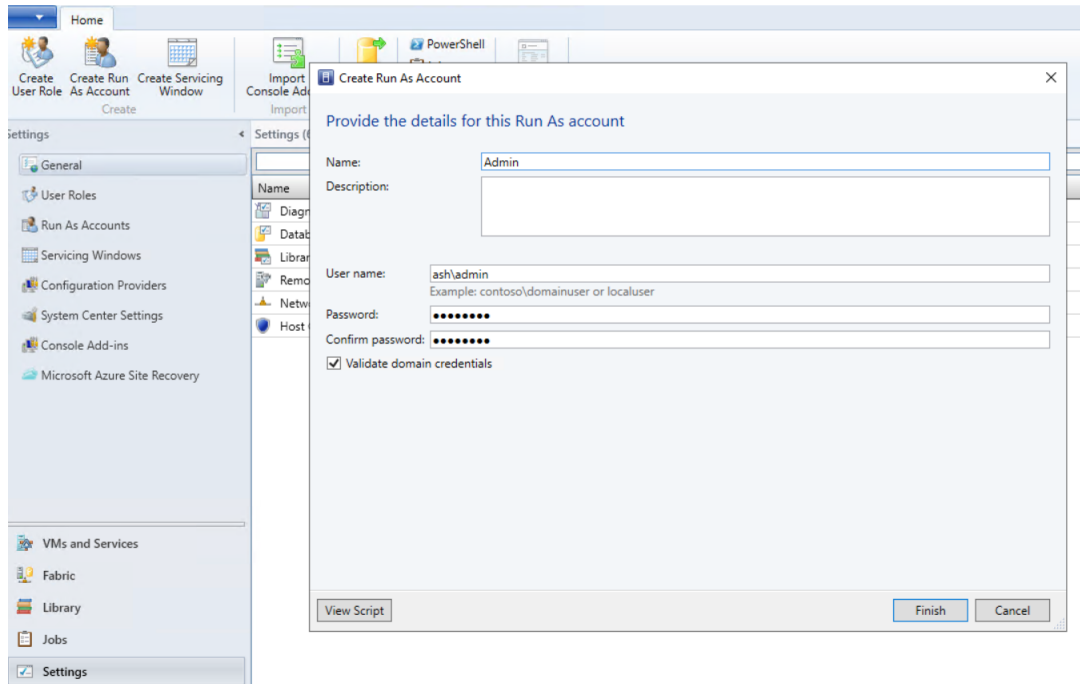 Home
Create User Role
Create Run As Account
Create Servicing Window
Import Console Add
PowerShell
Create
Import
Settings
Settings (6
General
User Roles
Run As Accounts
Servicing Windows
Configuration Providers
System Center Settings
Console Add-ins
Microsoft Azure Site Recovery
VMs and Services
Fabric
Library
Jobs
Settings
Name
Diagn
Datab
Librar
Remo
Netwo
Host
Create Run As Account
Provide the details for this Run As account
Name: Admin
Description:
User name: ash\admin
Example: contoso\domainuser or localuser
Password: ●●●●●●●●
Confirm password: ●●●●●●●●
Validate domain credentials
View Script
Finish
Cancel